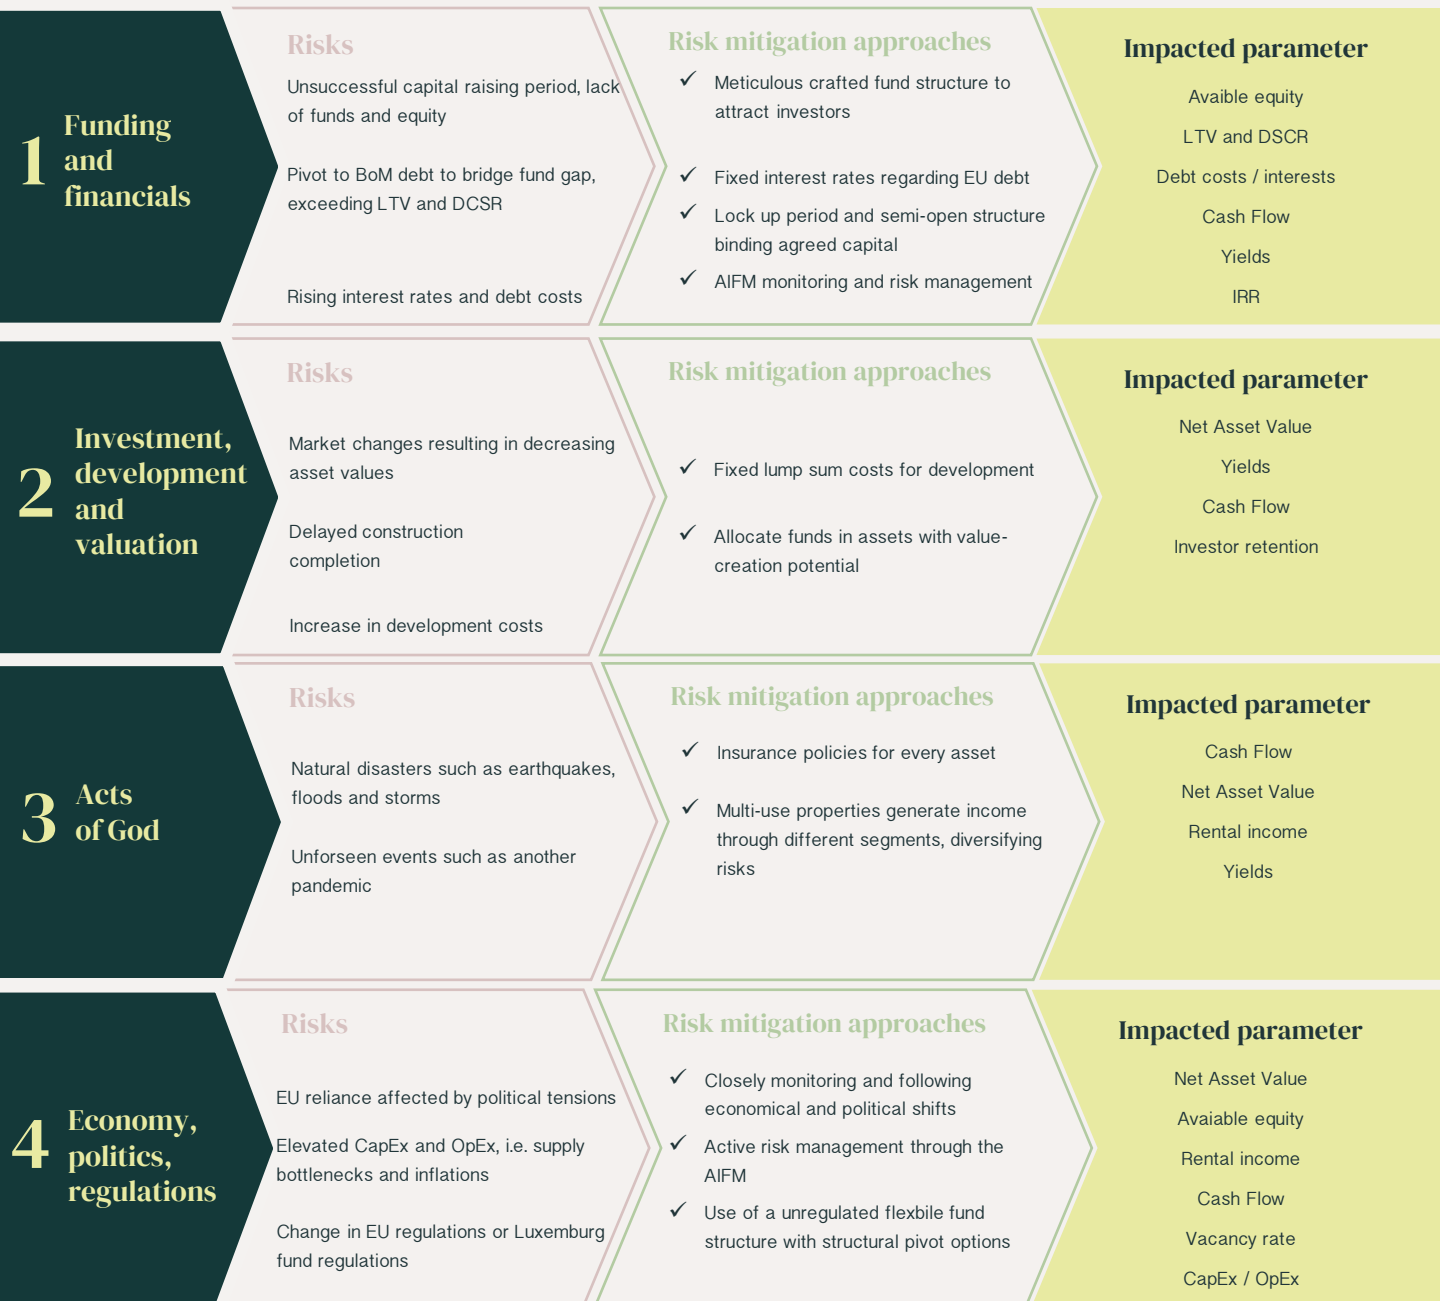 1
Funding
and
financials
Risks
Unsuccessful capital raising period, lack
of funds and equity
Pivot to BoM debt to bridge fund gap,
exceeding LTV and DCSR
Rising interest rates and debt costs
Risk mitigation approaches
✓ Meticulous crafted fund structure to
attract investors
✓ Fixed interest rates regarding EU debt
✓ Lock up period and semi-open structure
binding agreed capital
✓ AIFM monitoring and risk management
Impacted parameter
Avaible equity
LTV and DSCR
Debt costs / interests
Cash Flow
Yields
IRR
2
Investment,
development
and
valuation
Risks
Market changes resulting in decreasing
asset values
Delayed construction
completion
Increase in development costs
Risk mitigation approaches
✓ Fixed lump sum costs for development
✓ Allocate funds in assets with value-
creation potential
Impacted parameter
Net Asset Value
Yields
Cash Flow
Investor retention
3
Acts
of God
Risks
Natural disasters such as earthquakes,
floods and storms
Unforseen events such as another
pandemic
Risk mitigation approaches
✓ Insurance policies for every asset
✓ Multi-use properties generate income
through different segments, diversifying
risks
Impacted parameter
Cash Flow
Net Asset Value
Rental income
Yields
4
Economy,
politics,
regulations
Risks
EU reliance affected by political tensions
Elevated CapEx and OpEx, i.e. supply
bottlenecks and inflations
Change in EU regulations or Luxemburg
fund regulations
Risk mitigation approaches
✓ Closely monitoring and following
economical and political shifts
✓ Active risk management through the
AIFM
✓ Use of a unregulated flexbile fund
structure with structural pivot options
Impacted parameter
Net Asset Value
Avaiable equity
Rental income
Cash Flow
Vacancy rate
CapEx / OpEx